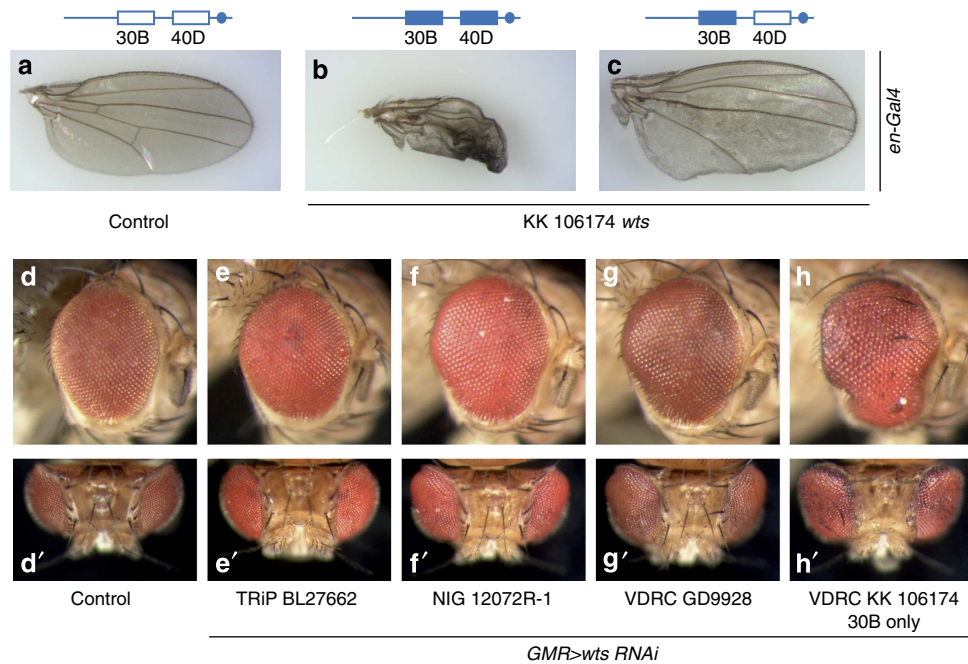 30B 40D 30B 40D 30B 40D
a b c
en-Gal4
Control KK 106174 wts
d e f g h
d′ e′ f′ g′ h′
Control TRiP BL27662 NIG 12072R-1 VDRC GD9928 VDRC KK 106174
30B only
GMR>wts RNAi